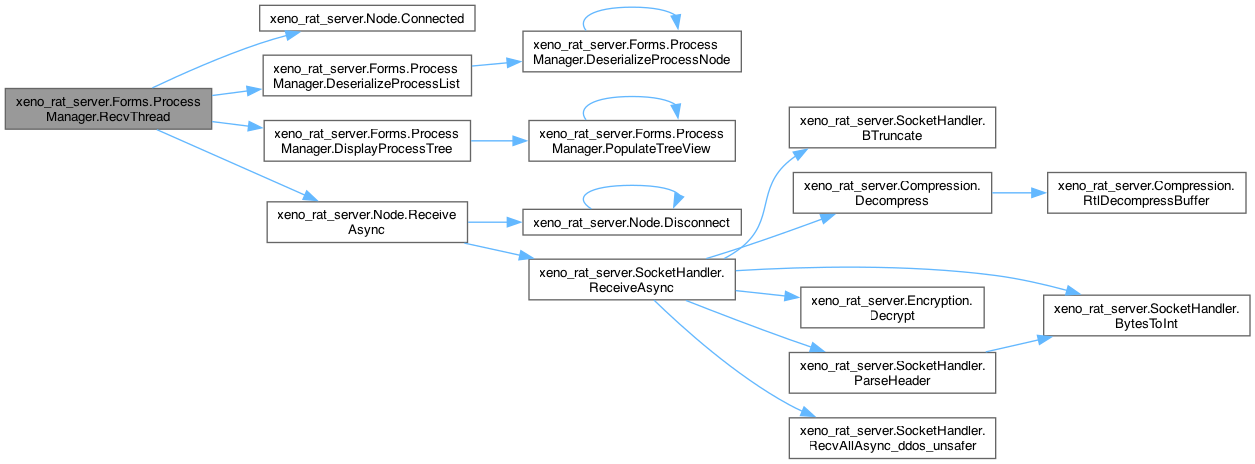 xeno_rat_server.Forms.Process
Manager.RecvThread
xeno_rat_server.Node.Connected
xeno_rat_server.Forms.Process
Manager.DeserializeProcessList
xeno_rat_server.Forms.Process
Manager.DeserializeProcessNode
xeno_rat_server.Forms.Process
Manager.DisplayProcessTree
xeno_rat_server.Forms.Process
Manager.PopulateTreeView
xeno_rat_server.Node.Receive
Async
xeno_rat_server.Node.Disconnect
xeno_rat_server.SocketHandler.
ReceiveAsync
xeno_rat_server.SocketHandler.
BTruncate
xeno_rat_server.Compression.
Decompress
xeno_rat_server.Compression.
RtlDecompressBuffer
xeno_rat_server.Encryption.
Decrypt
xeno_rat_server.SocketHandler.
BytesToInt
xeno_rat_server.SocketHandler.
ParseHeader
xeno_rat_server.SocketHandler.
RecvAllAsync_ddos_unsafer